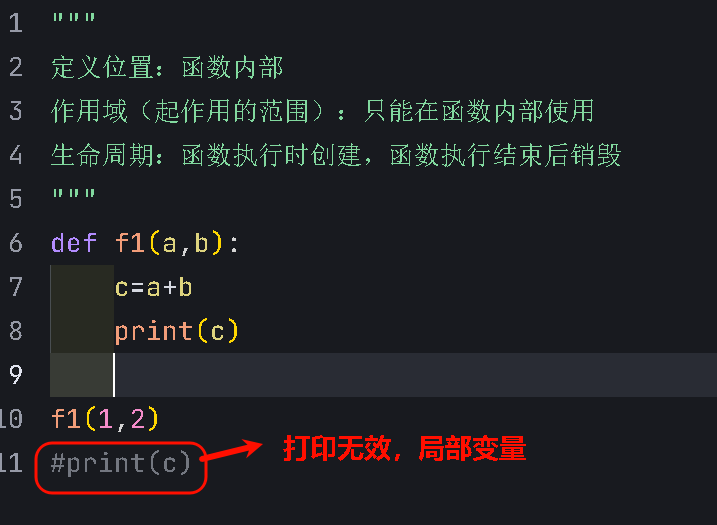 1 """
2 定义位置：函数内部
3 作用域（起作用的范围）：只能在函数内部使用
4 生命周期：函数执行时创建，函数执行结束后销毁
5 """
6 def f1(a,b):
7     c=a+b
8     print(c)
9
10 f1(1,2)
11 #print(c) 打印无效，局部变量